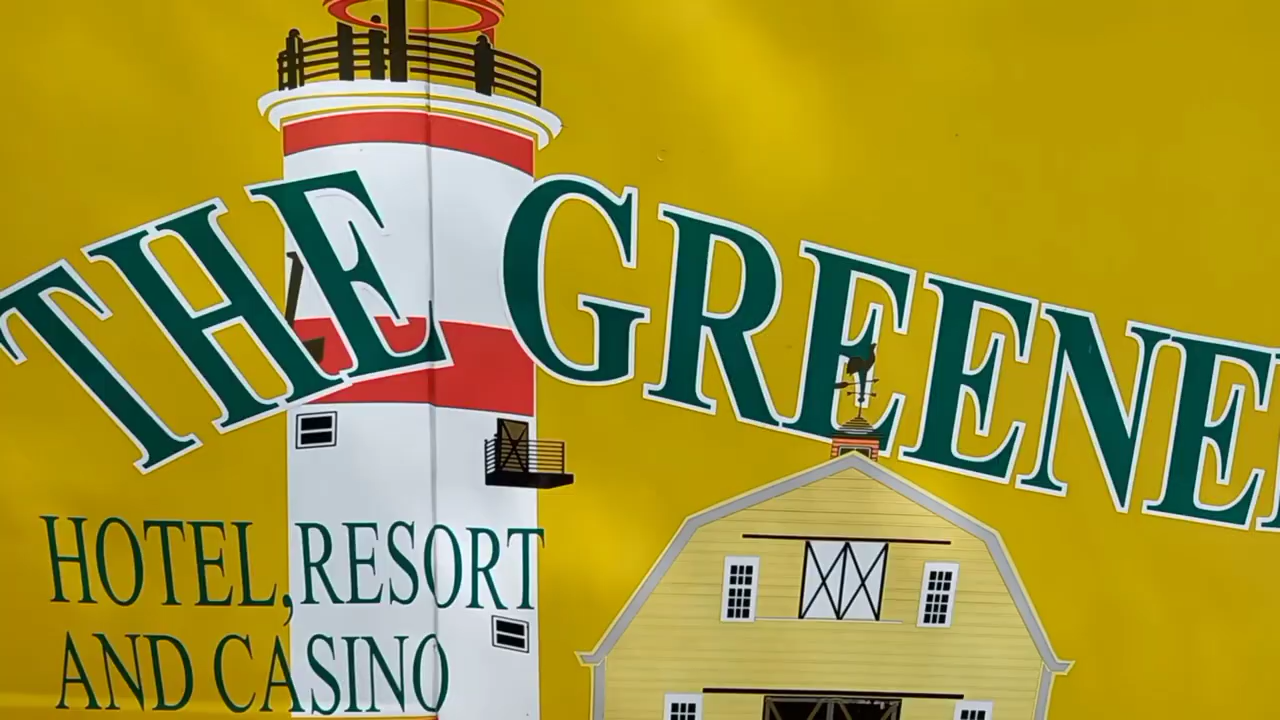 THE GREENE
HOTEL, RESORT
AND CASINO